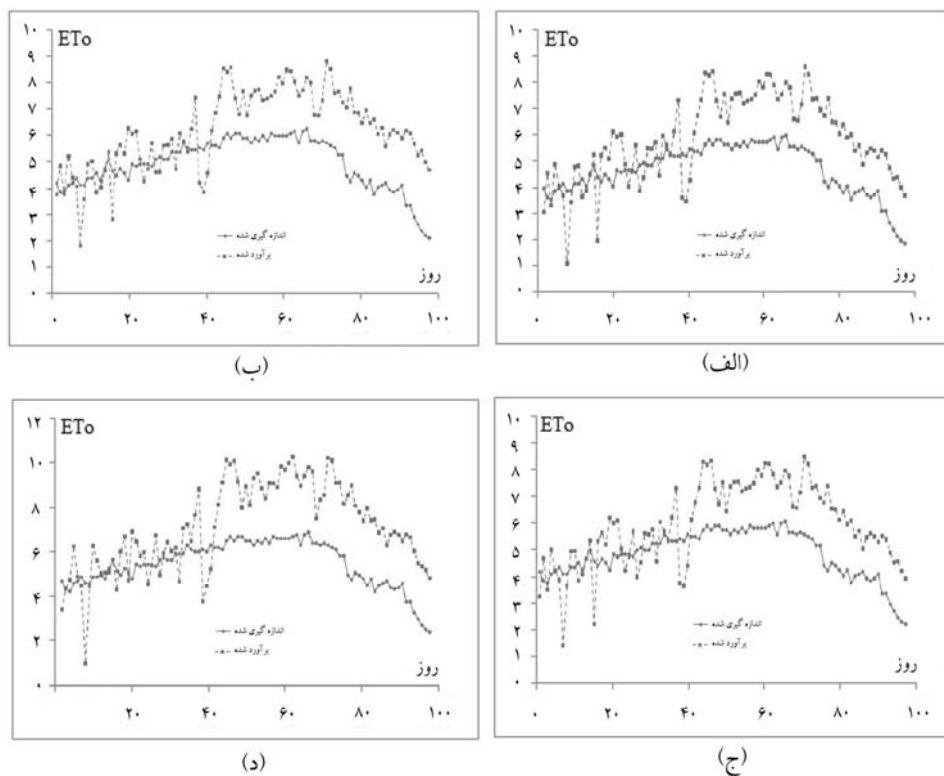 ETo
۱۰
۹
۸
۷
۶
۵
۴
۳
۲
۱
۰
اندازه گیری شده
برآورد شده
روز
۰ ۲۰ ۴۰ ۶۰ ۸۰ ۱۰۰
(الف)
ETo
۱۰
۹
۸
۷
۶
۵
۴
۳
۲
۱
۰
اندازه گیری شده
برآورد شده
روز
۰ ۲۰ ۴۰ ۶۰ ۸۰ ۱۰۰
(ب)
ETo
۱۰
۹
۸
۷
۶
۵
۴
۳
۲
۱
۰
اندازه گیری شده
برآورد شده
روز
۰ ۲۰ ۴۰ ۶۰ ۸۰ ۱۰۰
(ج)
ETo
۱۲
۱۰
۸
۶
۴
۲
۰
اندازه گیری شده
برآورد شده
روز
۲۰ ۴۰ ۶۰ ۸۰ ۱۰۰
(د)